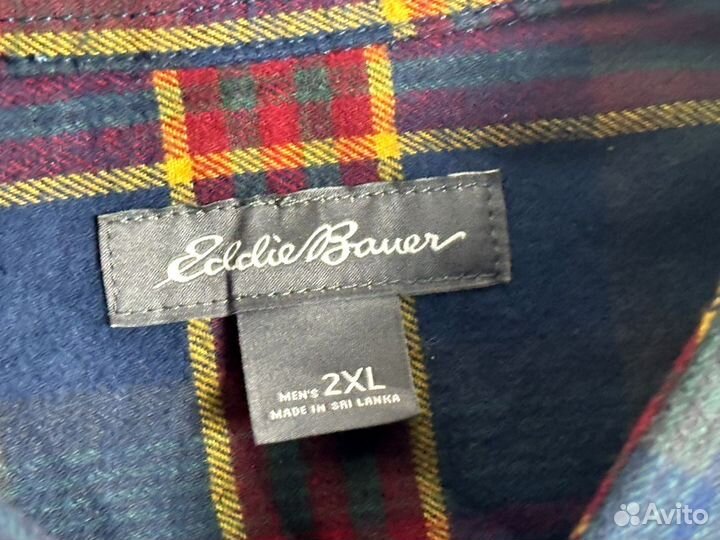 Eddie Bauer
MEN'S 2XL
MADE IN SRI LANKA
Avito